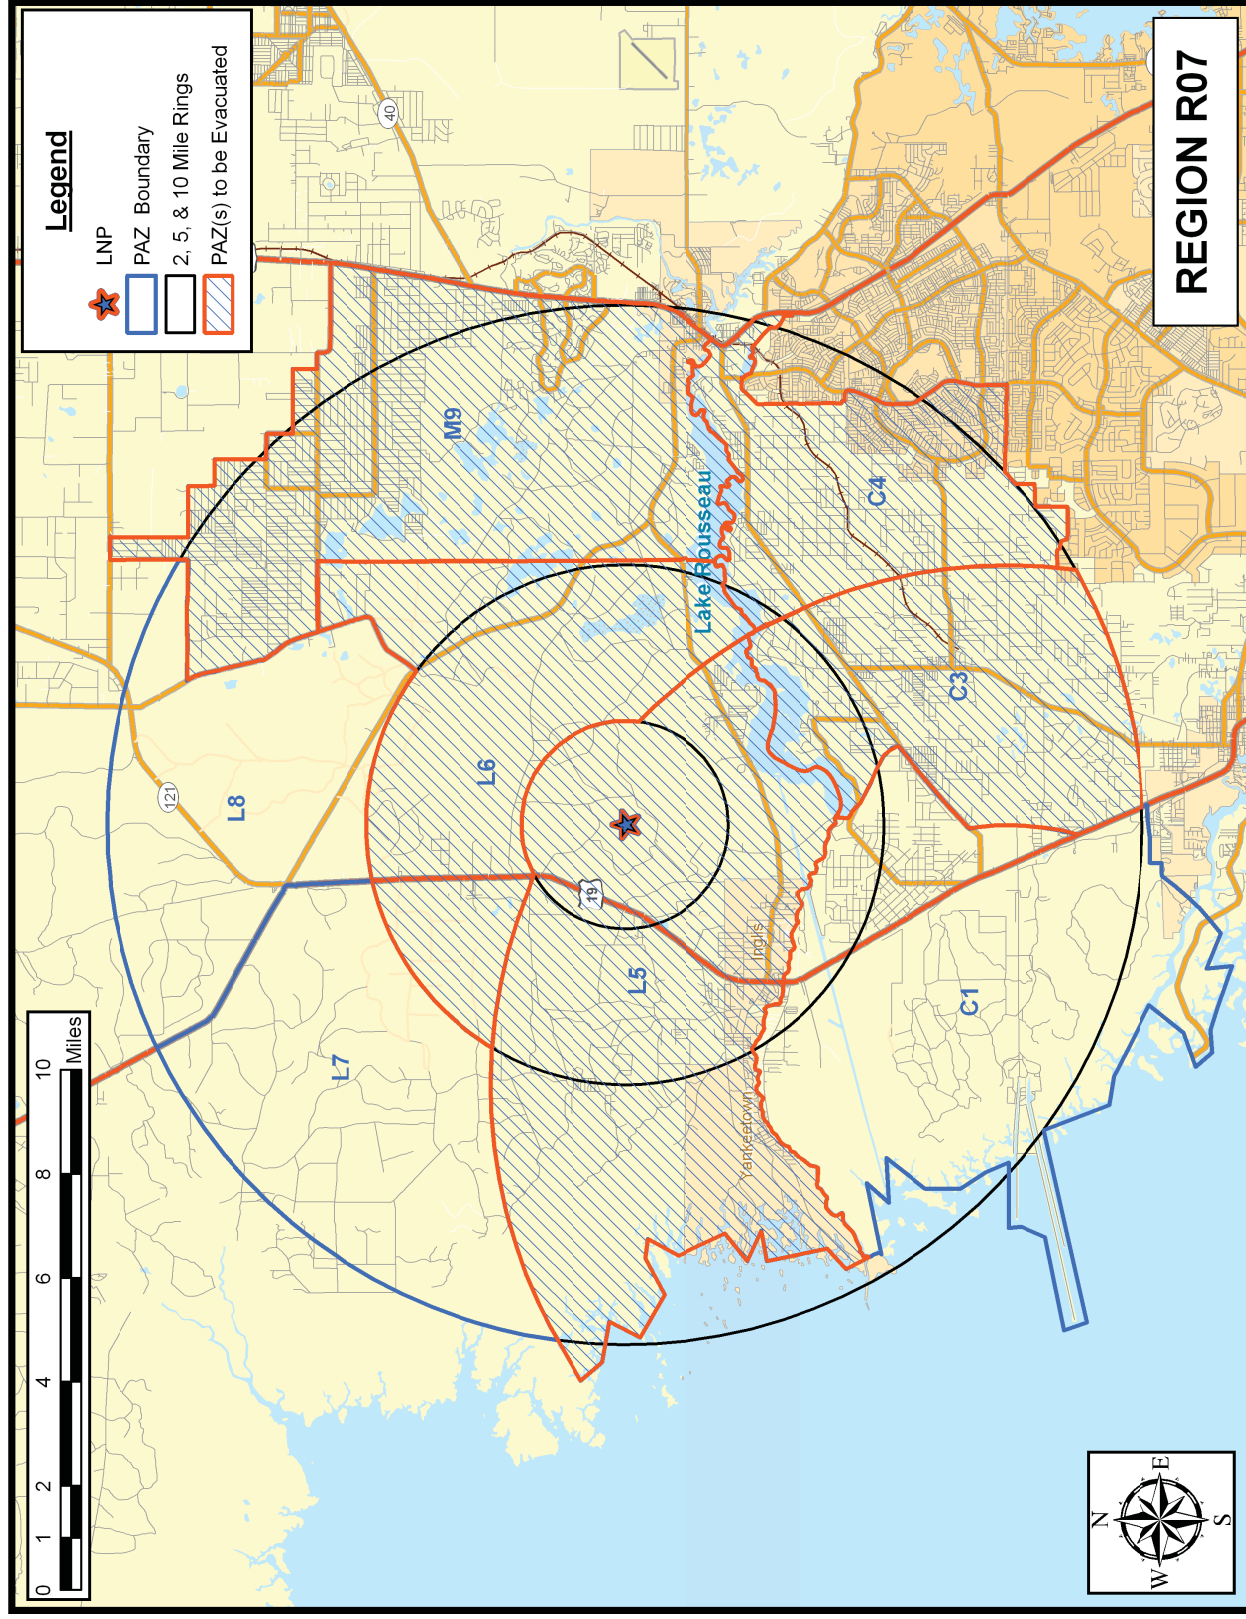 Legend
LNP
PAZ Boundary
2, 5, & 10 Mile Rings
PAZ(s) to be Evacuated
REGION R07
0 1 2 4 6 8 10
Miles
40
121
19
M9
L8
L6
L7
L5
C4
C3
C1
Lake Rousseau
Inglis
Yankeetown
N
W
E
S